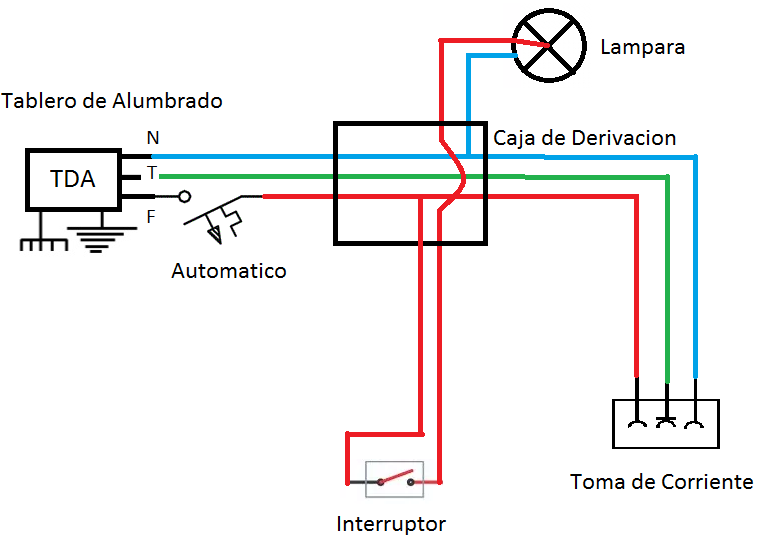 Lampara
Tablero de Alumbrado
N
Caja de Derivacion
TDA
T
F
Automatico
Toma de Corriente
Interruptor